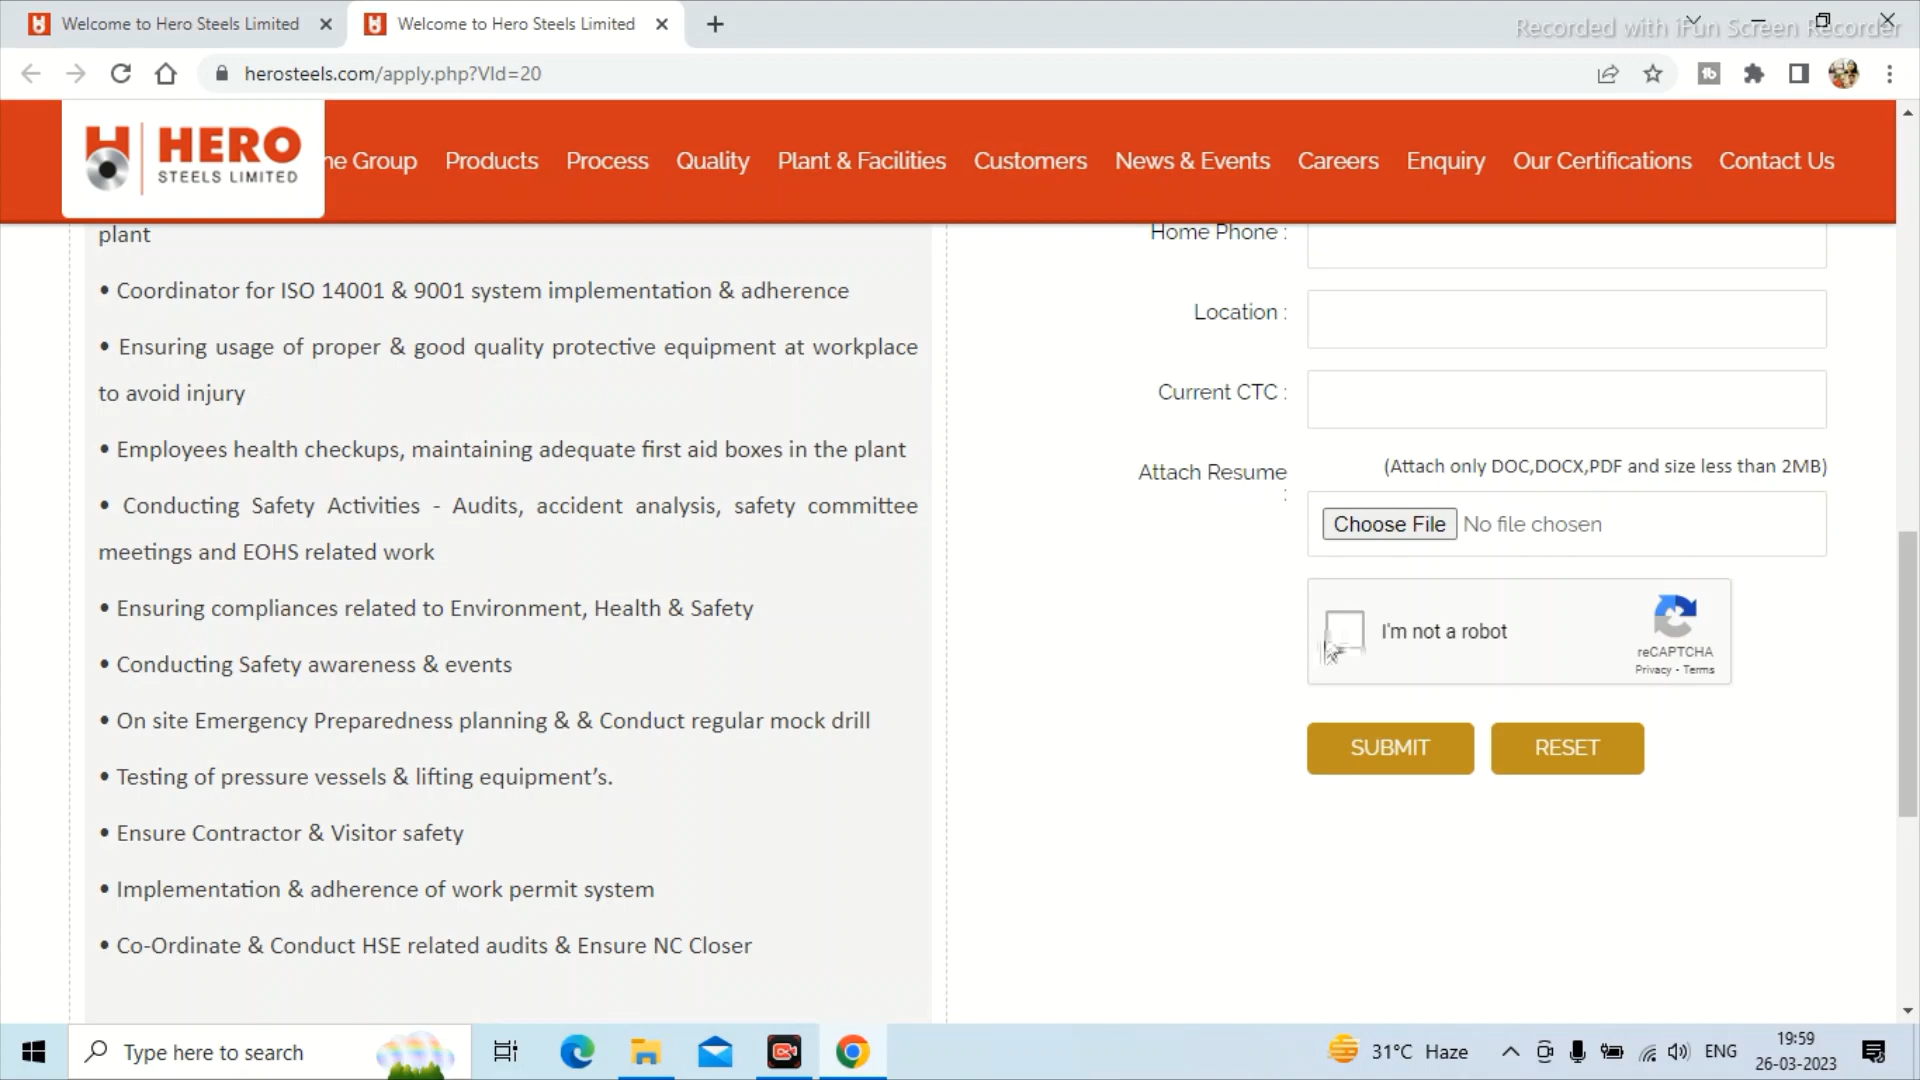 Welcome to Hero Steels Limited
Welcome to Hero Steels Limited
Recorded with iFun Screen Recorder
herosteels.com/apply.php?VId=20
HERO
STEELS LIMITED
Group Products Process Quality Plant & Facilities Customers News & Events Careers Enquiry Our Certifications Contact Us
plant
• Coordinator for ISO 14001 & 9001 system implementation & adherence
• Ensuring usage of proper & good quality protective equipment at workplace
to avoid injury
• Employees health checkups, maintaining adequate first aid boxes in the plant
• Conducting Safety Activities - Audits, accident analysis, safety committee
meetings and EOHS related work
• Ensuring compliances related to Environment, Health & Safety
• Conducting Safety awareness & events
• On site Emergency Preparedness planning & & Conduct regular mock drill
• Testing of pressure vessels & lifting equipment’s.
• Ensure Contractor & Visitor safety
• Implementation & adherence of work permit system
• Co-Ordinate & Conduct HSE related audits & Ensure NC Closer
Home Phone :
Location :
Current CTC :
Attach Resume
:
(Attach only DOC,DOCX,PDF and size less than 2MB)
Choose File No file chosen
I'm not a robot
reCAPTCHA
Privacy - Terms
SUBMIT RESET
Type here to search
31°C Haze
ENG
19:59
26-03-2023